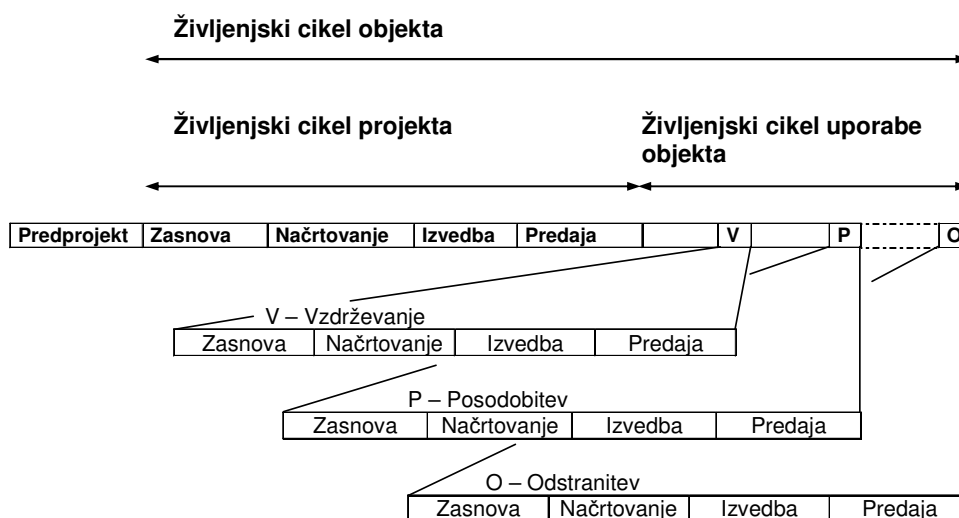 Življenjski cikel objekta
Življenjski cikel projekta
Življenjski cikel uporabe
objekta
Predprojekt Zasnova Načrtovanje Izvedba Predaja V P O
V – Vzdrževanje
Zasnova Načrtovanje Izvedba Predaja
P – Posodobitev
Zasnova Načrtovanje Izvedba Predaja
O – Odstranitev
Zasnova Načrtovanje Izvedba Predaja